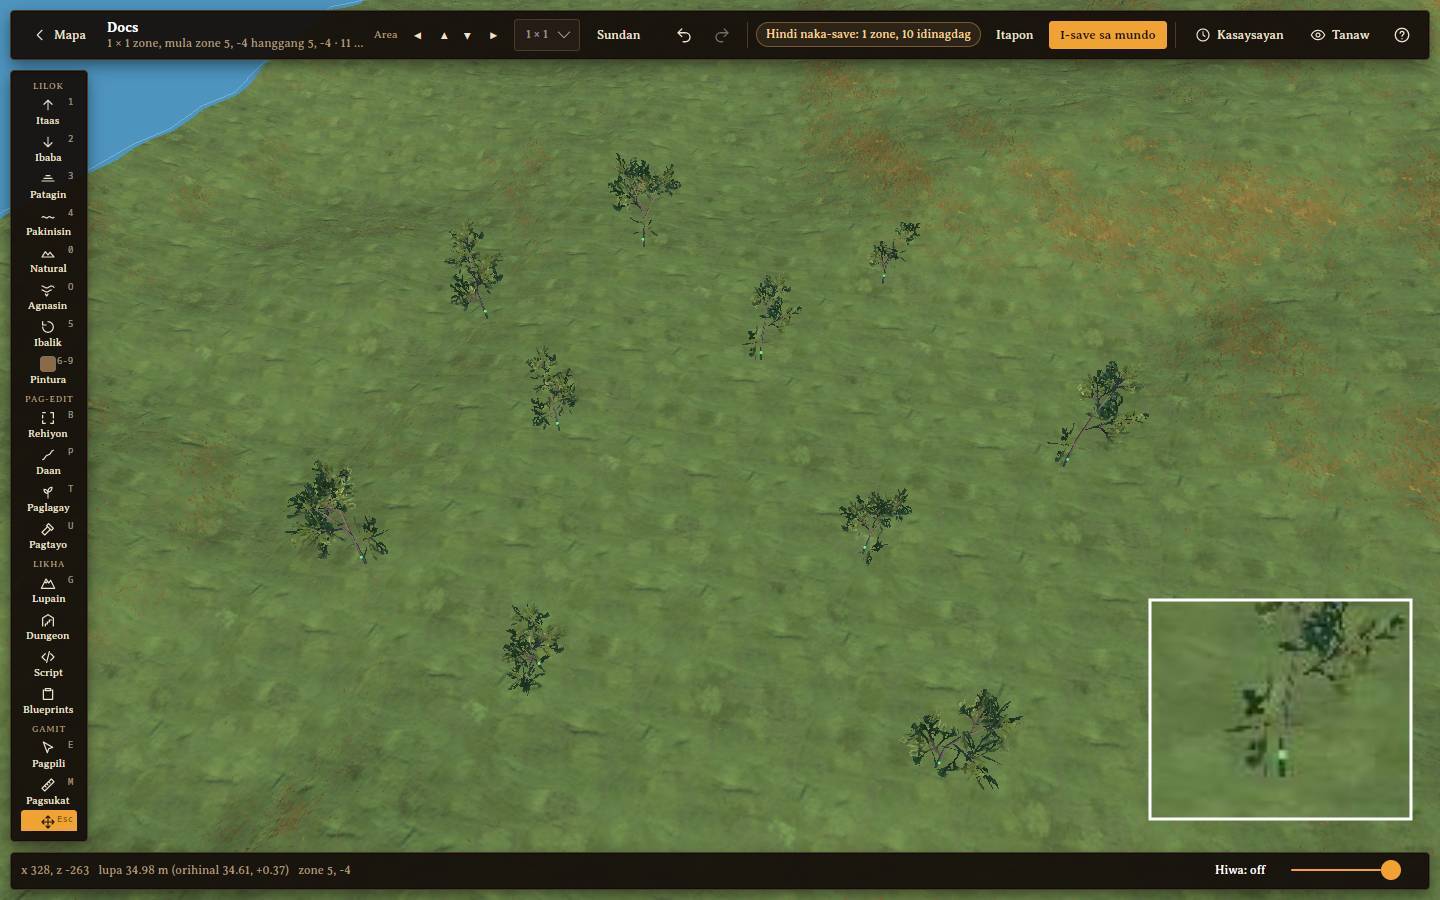 Mapa
Docs
1 × 1 zone, mula zone 5, -4 hanggang 5, -4 · 11 ...
Area
1 × 1
Sundan
Hindi naka-save: 1 zone, 10 idinagdag
Itapon
I-save sa mundo
Kasaysayan
Tanaw
LILOK
1
Itaas
2
Ibaba
3
Patagin
4
Pakinisin
0
Natural
O
Agnasin
5
Ibalik
6-9
Pintura
PAG-EDIT
B
Rehiyon
P
Daan
T
Paglagay
U
Pagtayo
LIKHA
G
Lupain
Dungeon
Script
Blueprints
GAMIT
E
Pagpili
M
Pagsukat
Esc
x 328, z -263 lupa 34.98 m (orihinal 34.61, +0.37) zone 5, -4
Hiwa: off